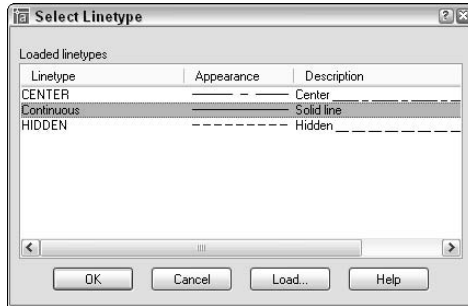 Select Linetype
Loaded linetypes
Linetype Appearance Description
CENTER Center
Continuous Solid line
HIDDEN Hidden
OK Cancel Load... Help